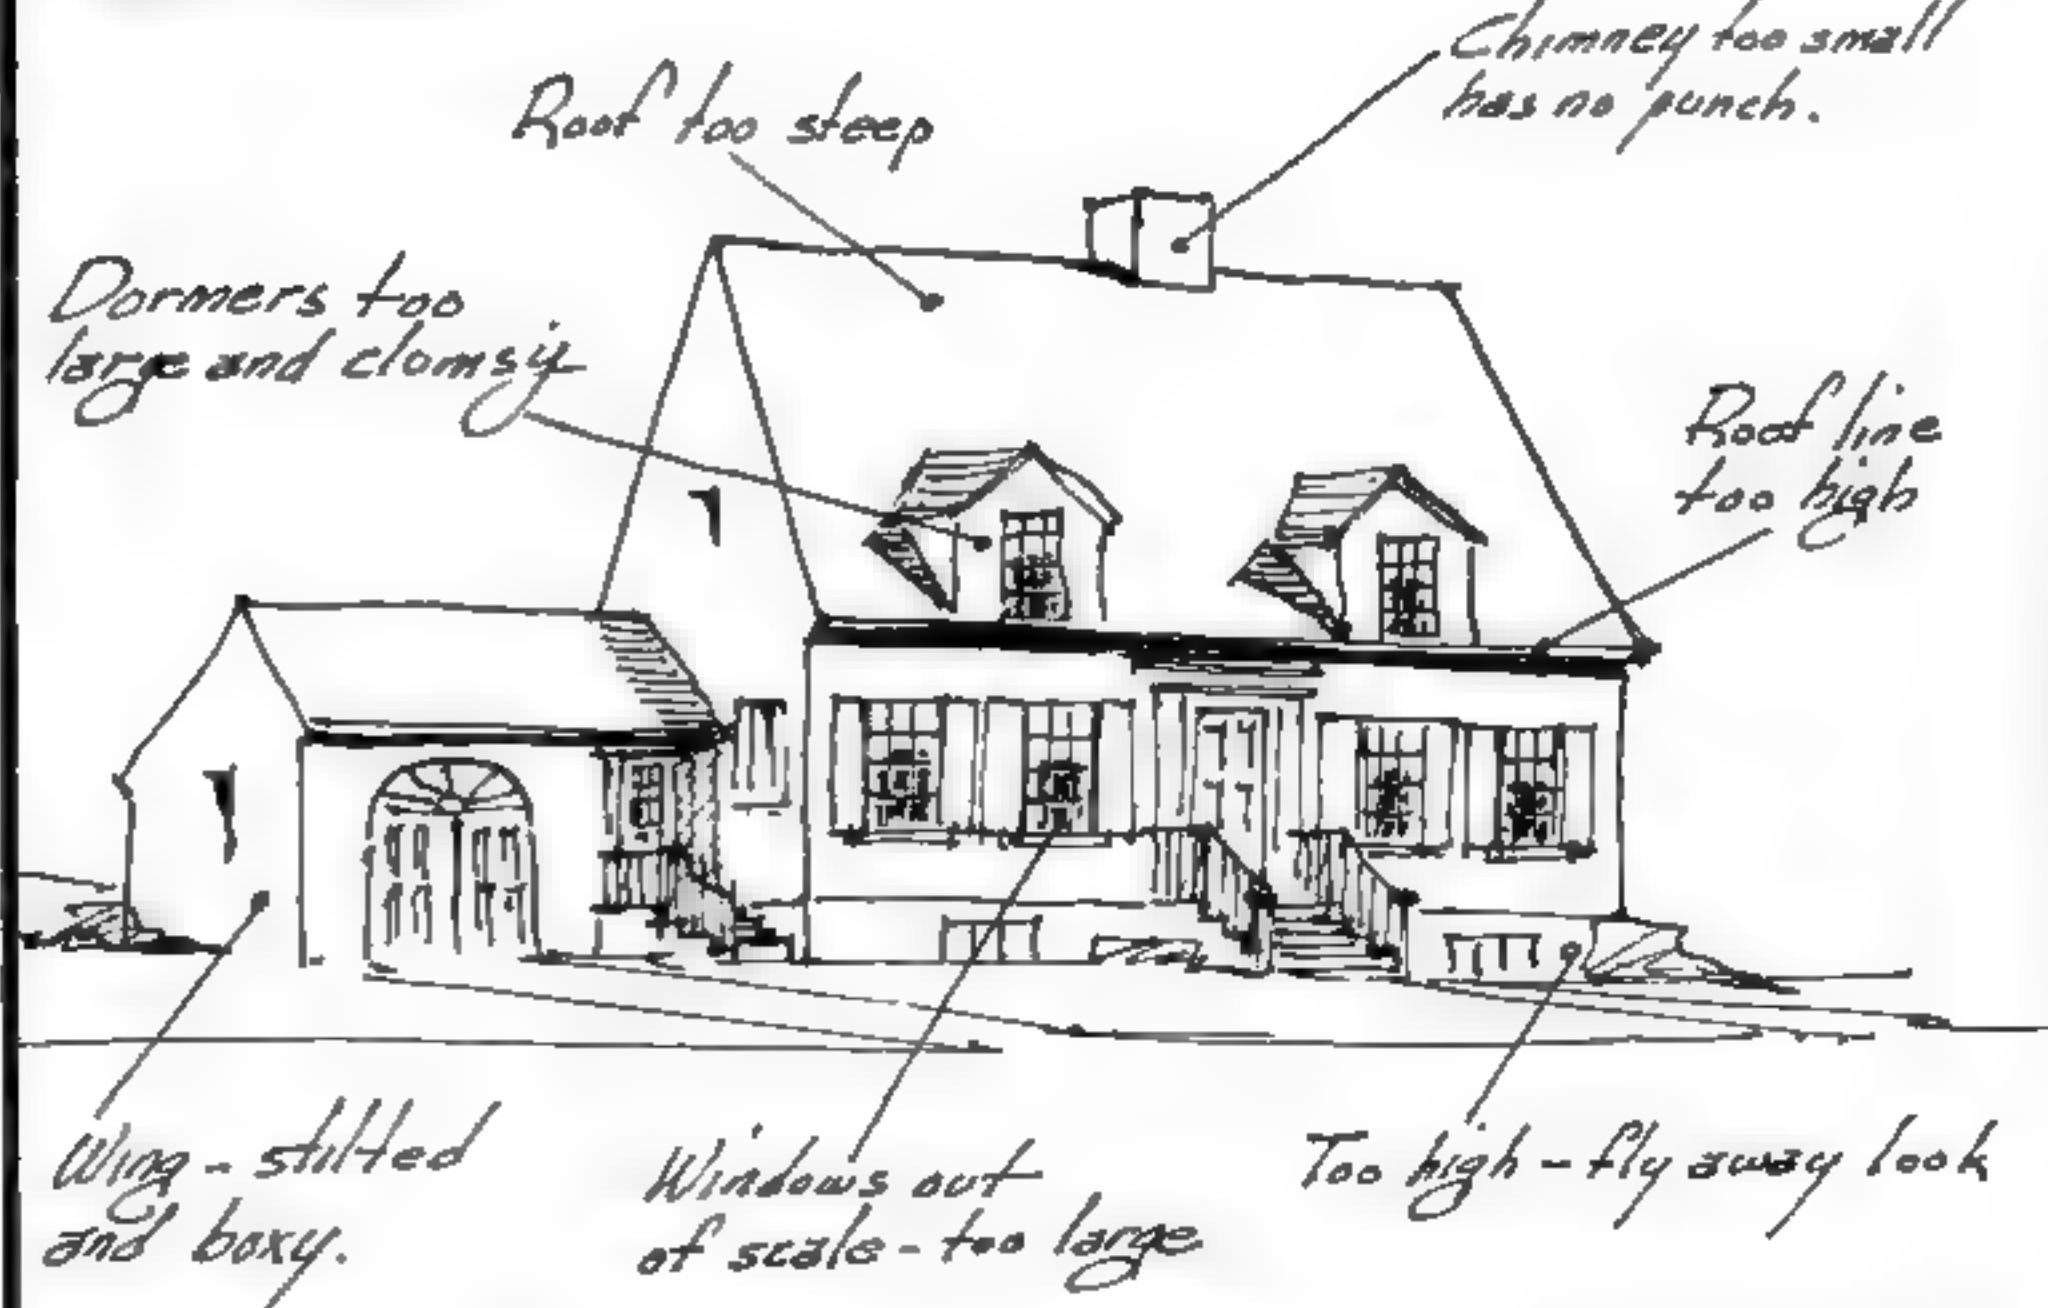 Chimney too small
has no punch.
Roof too steep
Dormers too
large and clomsy
Roof line
too high
Wing - stilted
and boxy.
Windows out
of scale - too large
Too high - fly away look